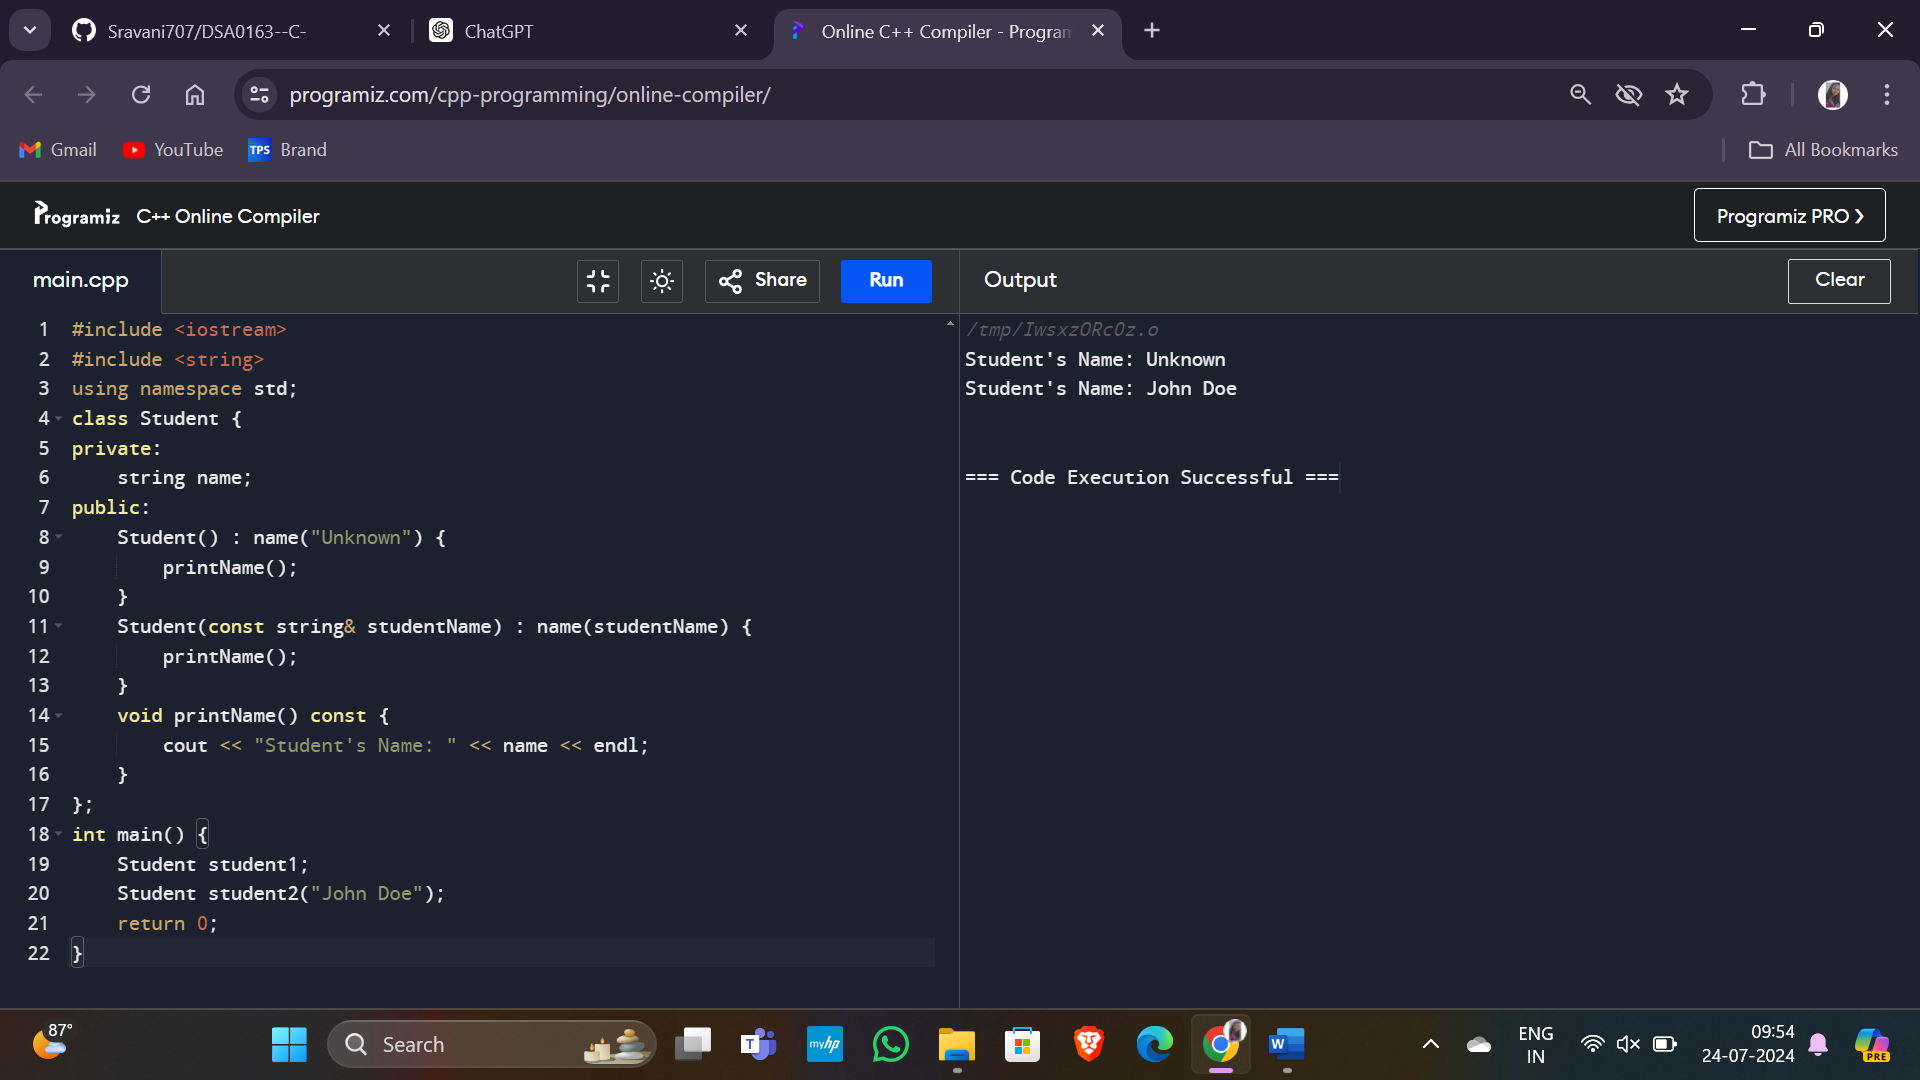 Sravani707/DSA0163--C-
ChatGPT
Online C++ Compiler - Program
programiz.com/cpp-programming/online-compiler/
Gmail
YouTube
TPS
Brand
All Bookmarks
Programiz
C++ Online Compiler
Programiz PRO ❯
main.cpp
Share
Run
Output
Clear
1 #include <iostream>
2 #include <string>
3 using namespace std;
4 class Student {
5 private:
6     string name;
7 public:
8     Student() : name("Unknown") {
9         printName();
10     }
11     Student(const string& studentName) : name(studentName) {
12         printName();
13     }
14     void printName() const {
15         cout << "Student's Name: " << name << endl;
16     }
17 };
18 int main() {
19     Student student1;
20     Student student2("John Doe");
21     return 0;
22 }
/tmp/IwsxzORcOz.o
Student's Name: Unknown
Student's Name: John Doe
=== Code Execution Successful ===
87°
Search
T
myhp
W
ENG
IN
09:54
24-07-2024
PRE